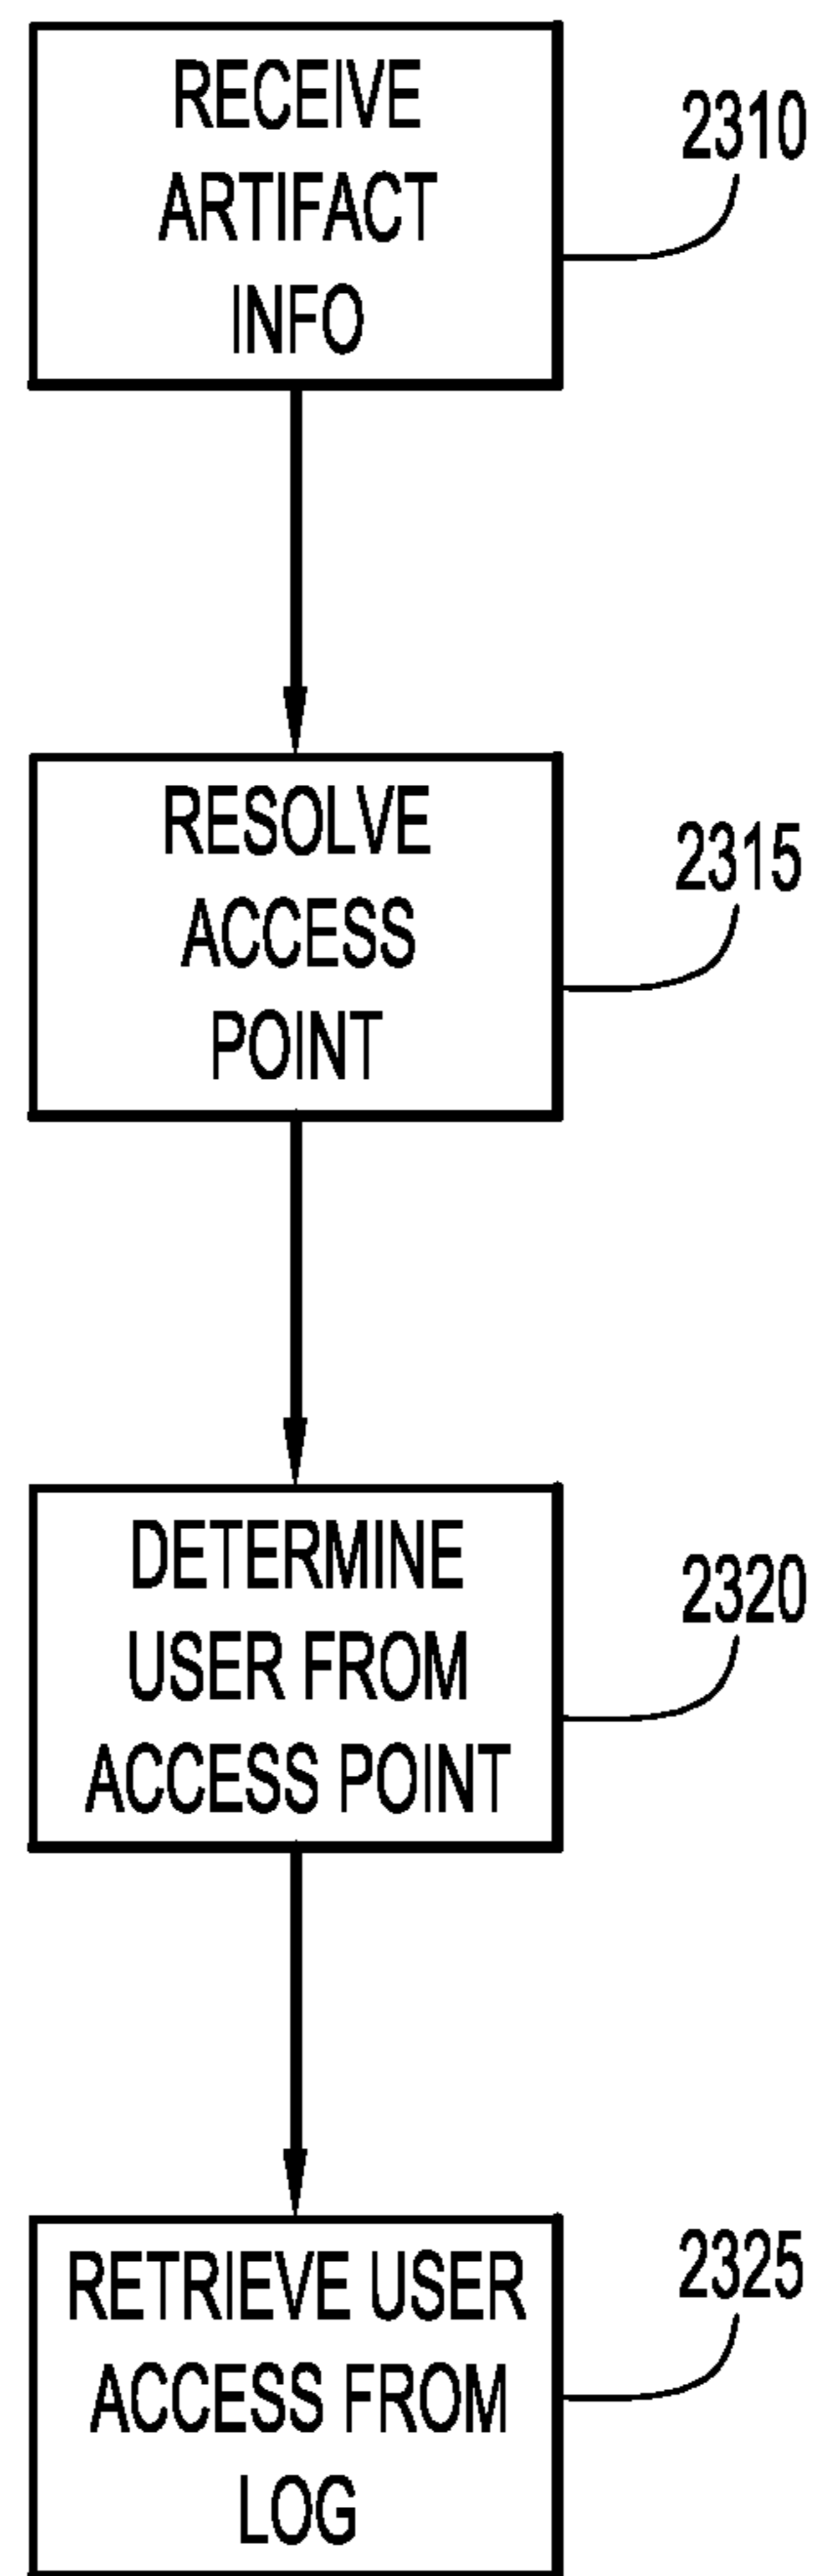 RECEIVE
ARTIFACT
INFO
2310
RESOLVE
ACCESS
POINT
2315
DETERMINE
USER FROM
ACCESS POINT
2320
RETRIEVE USER
ACCESS FROM
LOG
2325